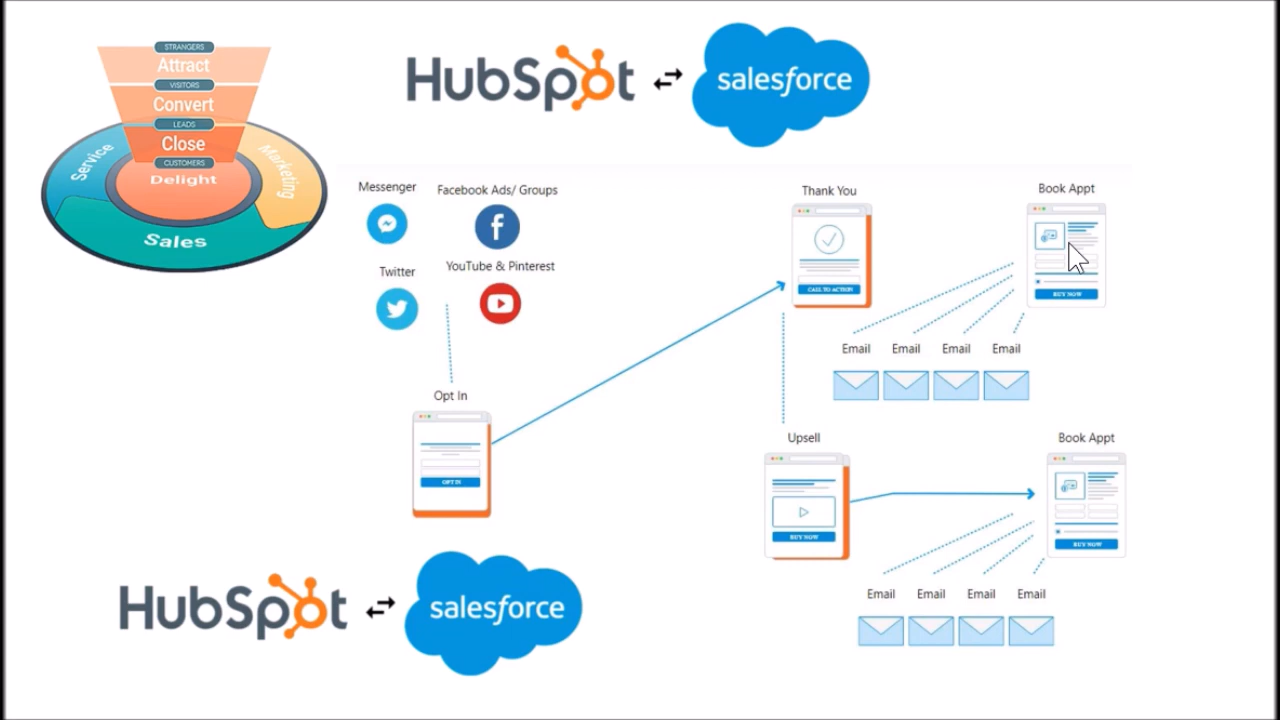 STRANGERS
Attract
VISITORS
Convert
LEADS
Close
CUSTOMERS
Delight
Service
Marketing
Sales
HubSpot
salesforce
Messenger
Facebook Ads/ Groups
Twitter
YouTube & Pinterest
Opt In
OPT IN
Thank You
CALL TO ACTION
Book Appt
BUY NOW
Email Email Email Email
Upsell
BUY NOW
Book Appt
BUY NOW
Email Email Email Email
HubSpot
salesforce